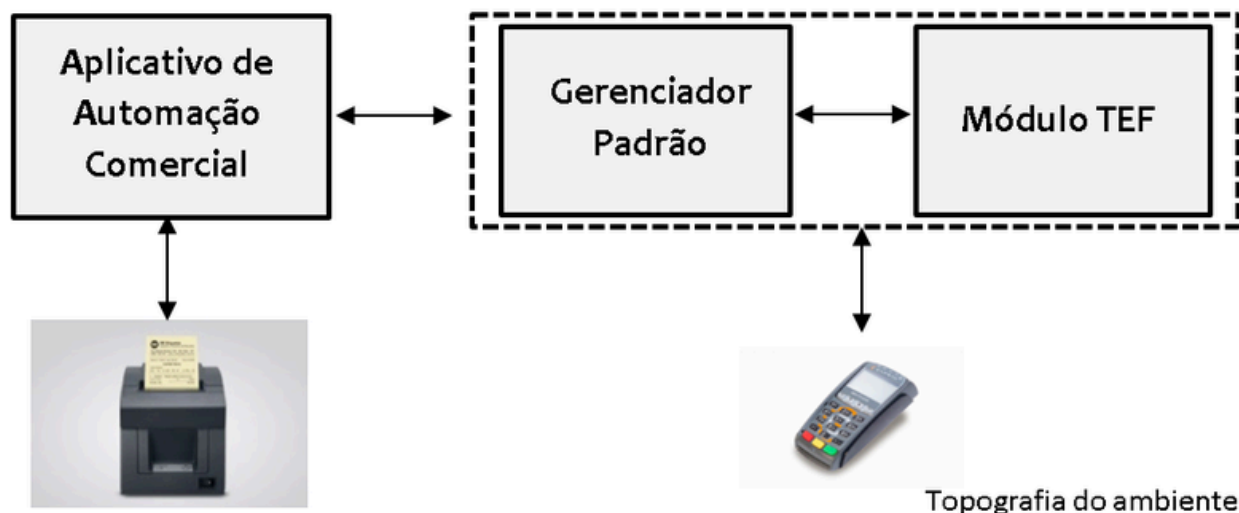 Aplicativo de
Automação
Comercial
Gerenciador
Padrão
Módulo TEF
Topografia do ambiente